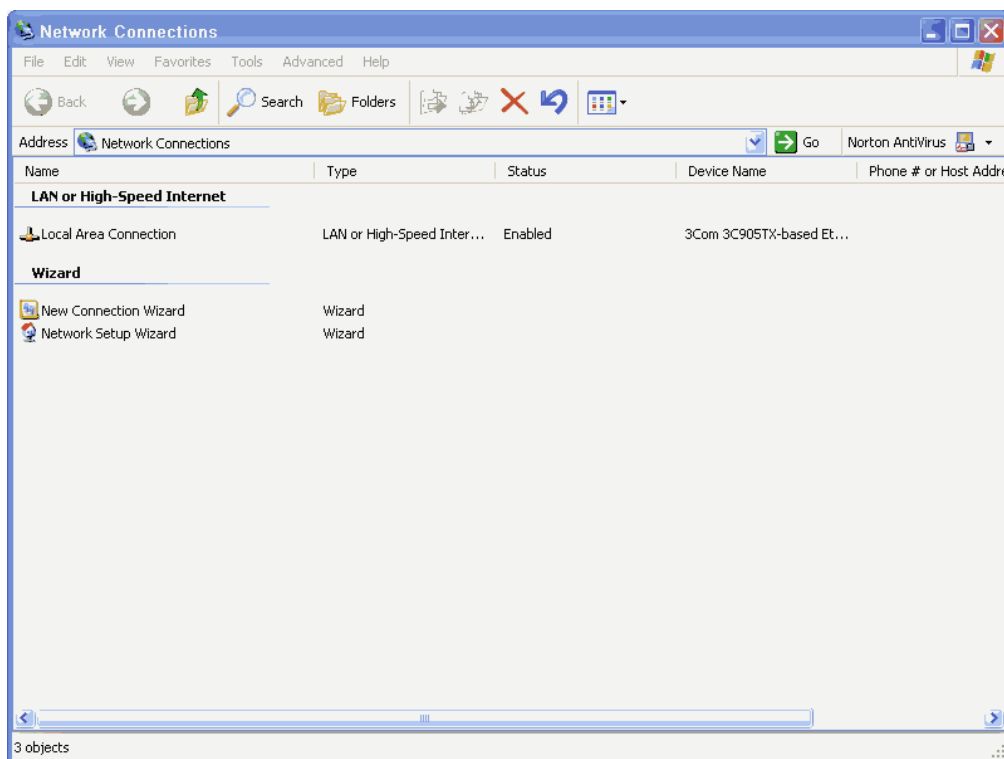 Network Connections
File Edit View Favorites Tools Advanced Help
Back Search Folders
Address Network Connections Go Norton AntiVirus
Name Type Status Device Name Phone # or Host Addre
LAN or High-Speed Internet
Local Area Connection LAN or High-Speed Inter... Enabled 3Com 3C905TX-based Et...
Wizard
New Connection Wizard Wizard
Network Setup Wizard Wizard
3 objects